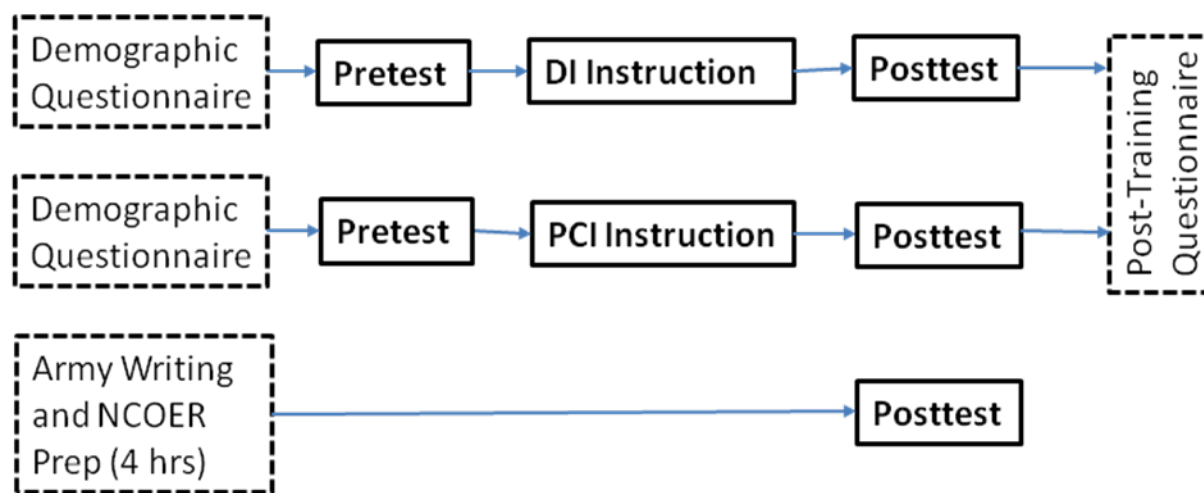 Demographic
Questionnaire
Pretest
DI Instruction
Posttest
Demographic
Questionnaire
Pretest
PCI Instruction
Posttest
Post-Training
Questionnaire
Army Writing
and NCOER
Prep (4 hrs)
Posttest